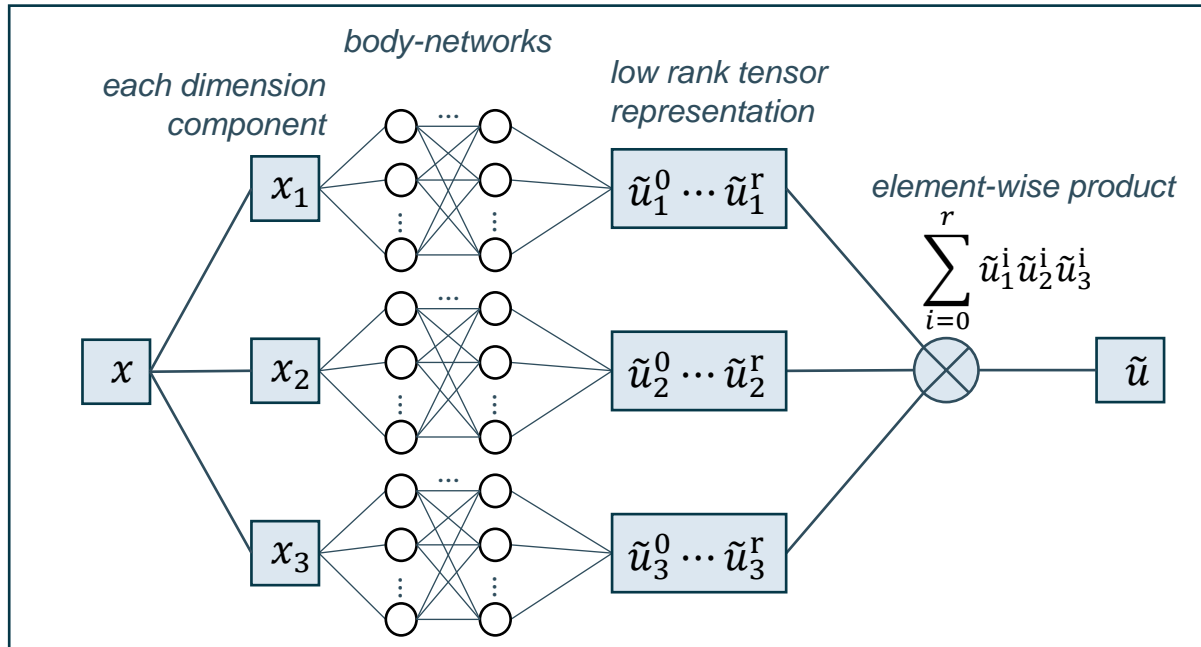 body-networks
each dimension
component
low rank tensor
representation
...
x₁
⋮ ⋮
ũ₁⁰ ⋯ ũ₁ʳ
element-wise product
∑ᵢ₌₀ʳ ũ₁ⁱũ₂ⁱũ₃ⁱ
...
x
x₂
⋮ ⋮
ũ₂⁰ ⋯ ũ₂ʳ
ũ
...
x₃
⋮ ⋮
ũ₃⁰ ⋯ ũ₃ʳ